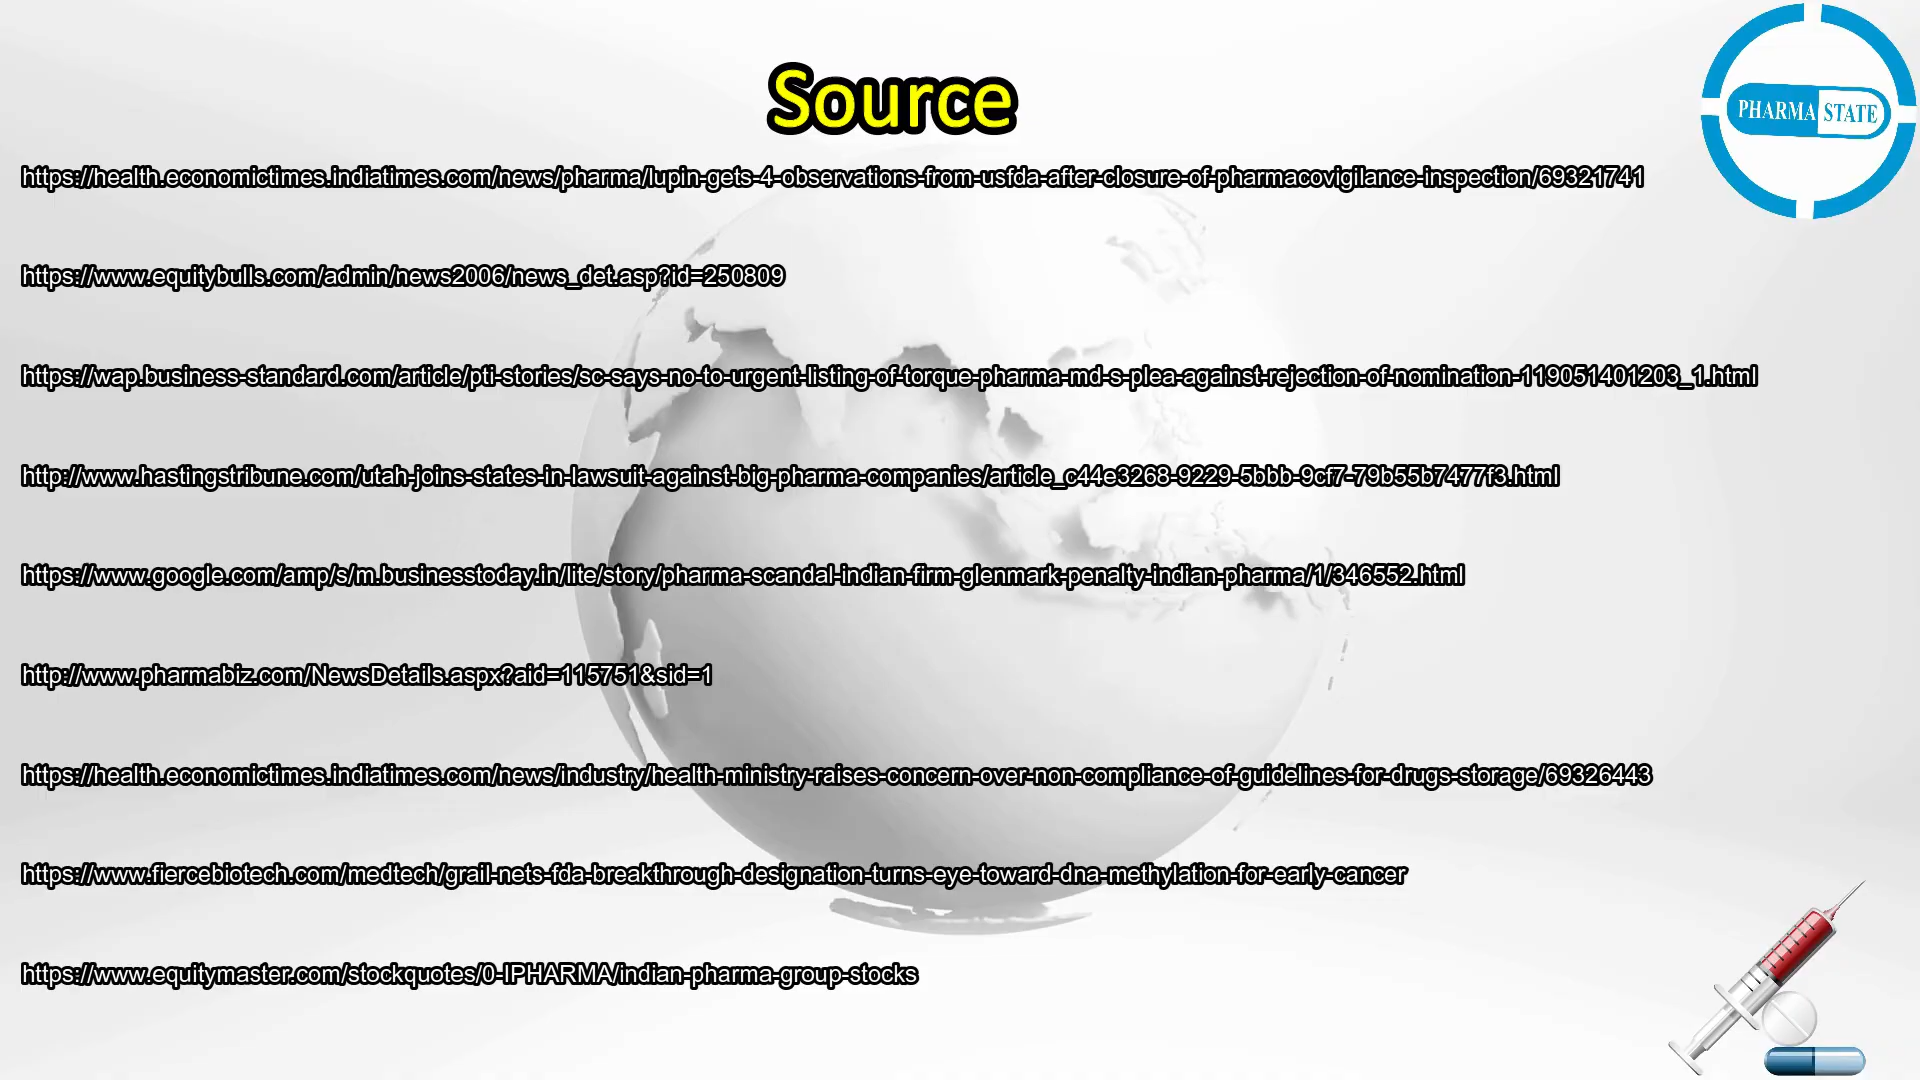 Source
PHARMA STATE
https://health.economictimes.indiatimes.com/news/pharma/lupin-gets-4-observations-from-usfda-after-closure-of-pharmacovigilance-inspection/69321741
https://www.equitybulls.com/admin/news2006/news_det.asp?id=250809
https://wap.business-standard.com/article/pti-stories/sc-says-no-to-urgent-listing-of-torque-pharma-md-s-plea-against-rejection-of-nomination-119051401203_1.html
http://www.hastingstribune.com/utah-joins-states-in-lawsuit-against-big-pharma-companies/article_c44e3268-9229-5bbb-9cf7-79b55b7477f3.html
https://www.google.com/amp/s/m.businesstoday.in/lite/story/pharma-scandal-indian-firm-glenmark-penalty-indian-pharma/1/346552.html
http://www.pharmabiz.com/NewsDetails.aspx?aid=115751&sid=1
https://health.economictimes.indiatimes.com/news/industry/health-ministry-raises-concern-over-non-compliance-of-guidelines-for-drugs-storage/69326443
https://www.fiercebiotech.com/medtech/grail-nets-fda-breakthrough-designation-turns-eye-toward-dna-methylation-for-early-cancer
https://www.equitymaster.com/stockquotes/0-IPHARMA/indian-pharma-group-stocks